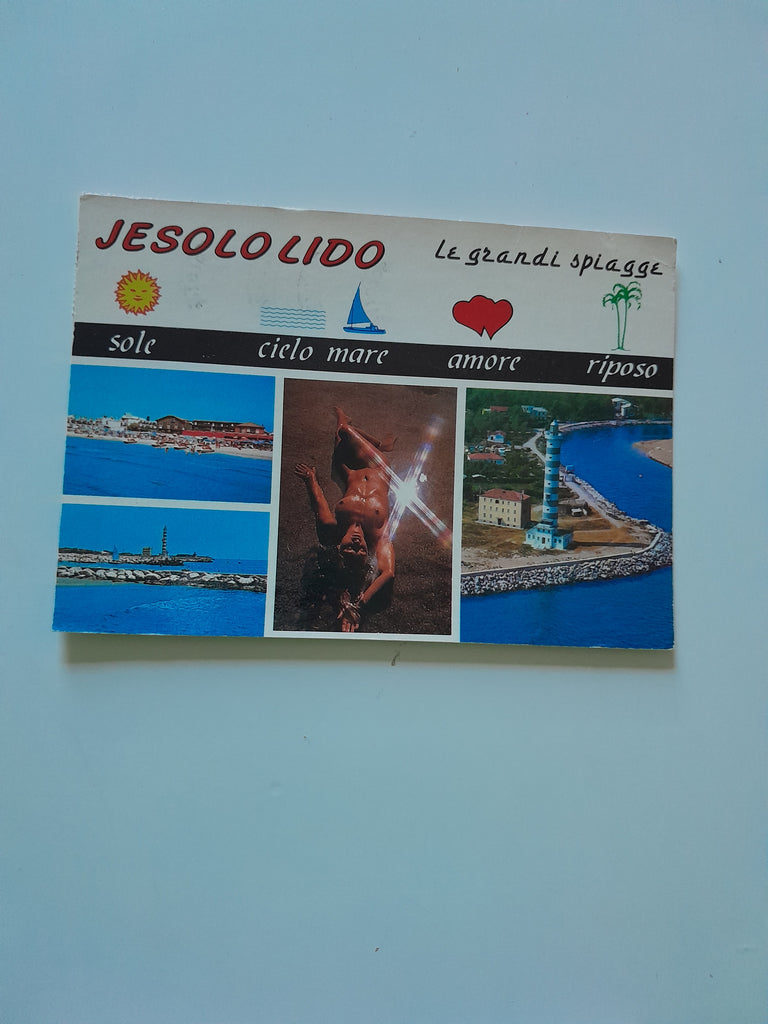 JESOLO LIDO
Le grandi spiagge
sole cielo mare amore riposo